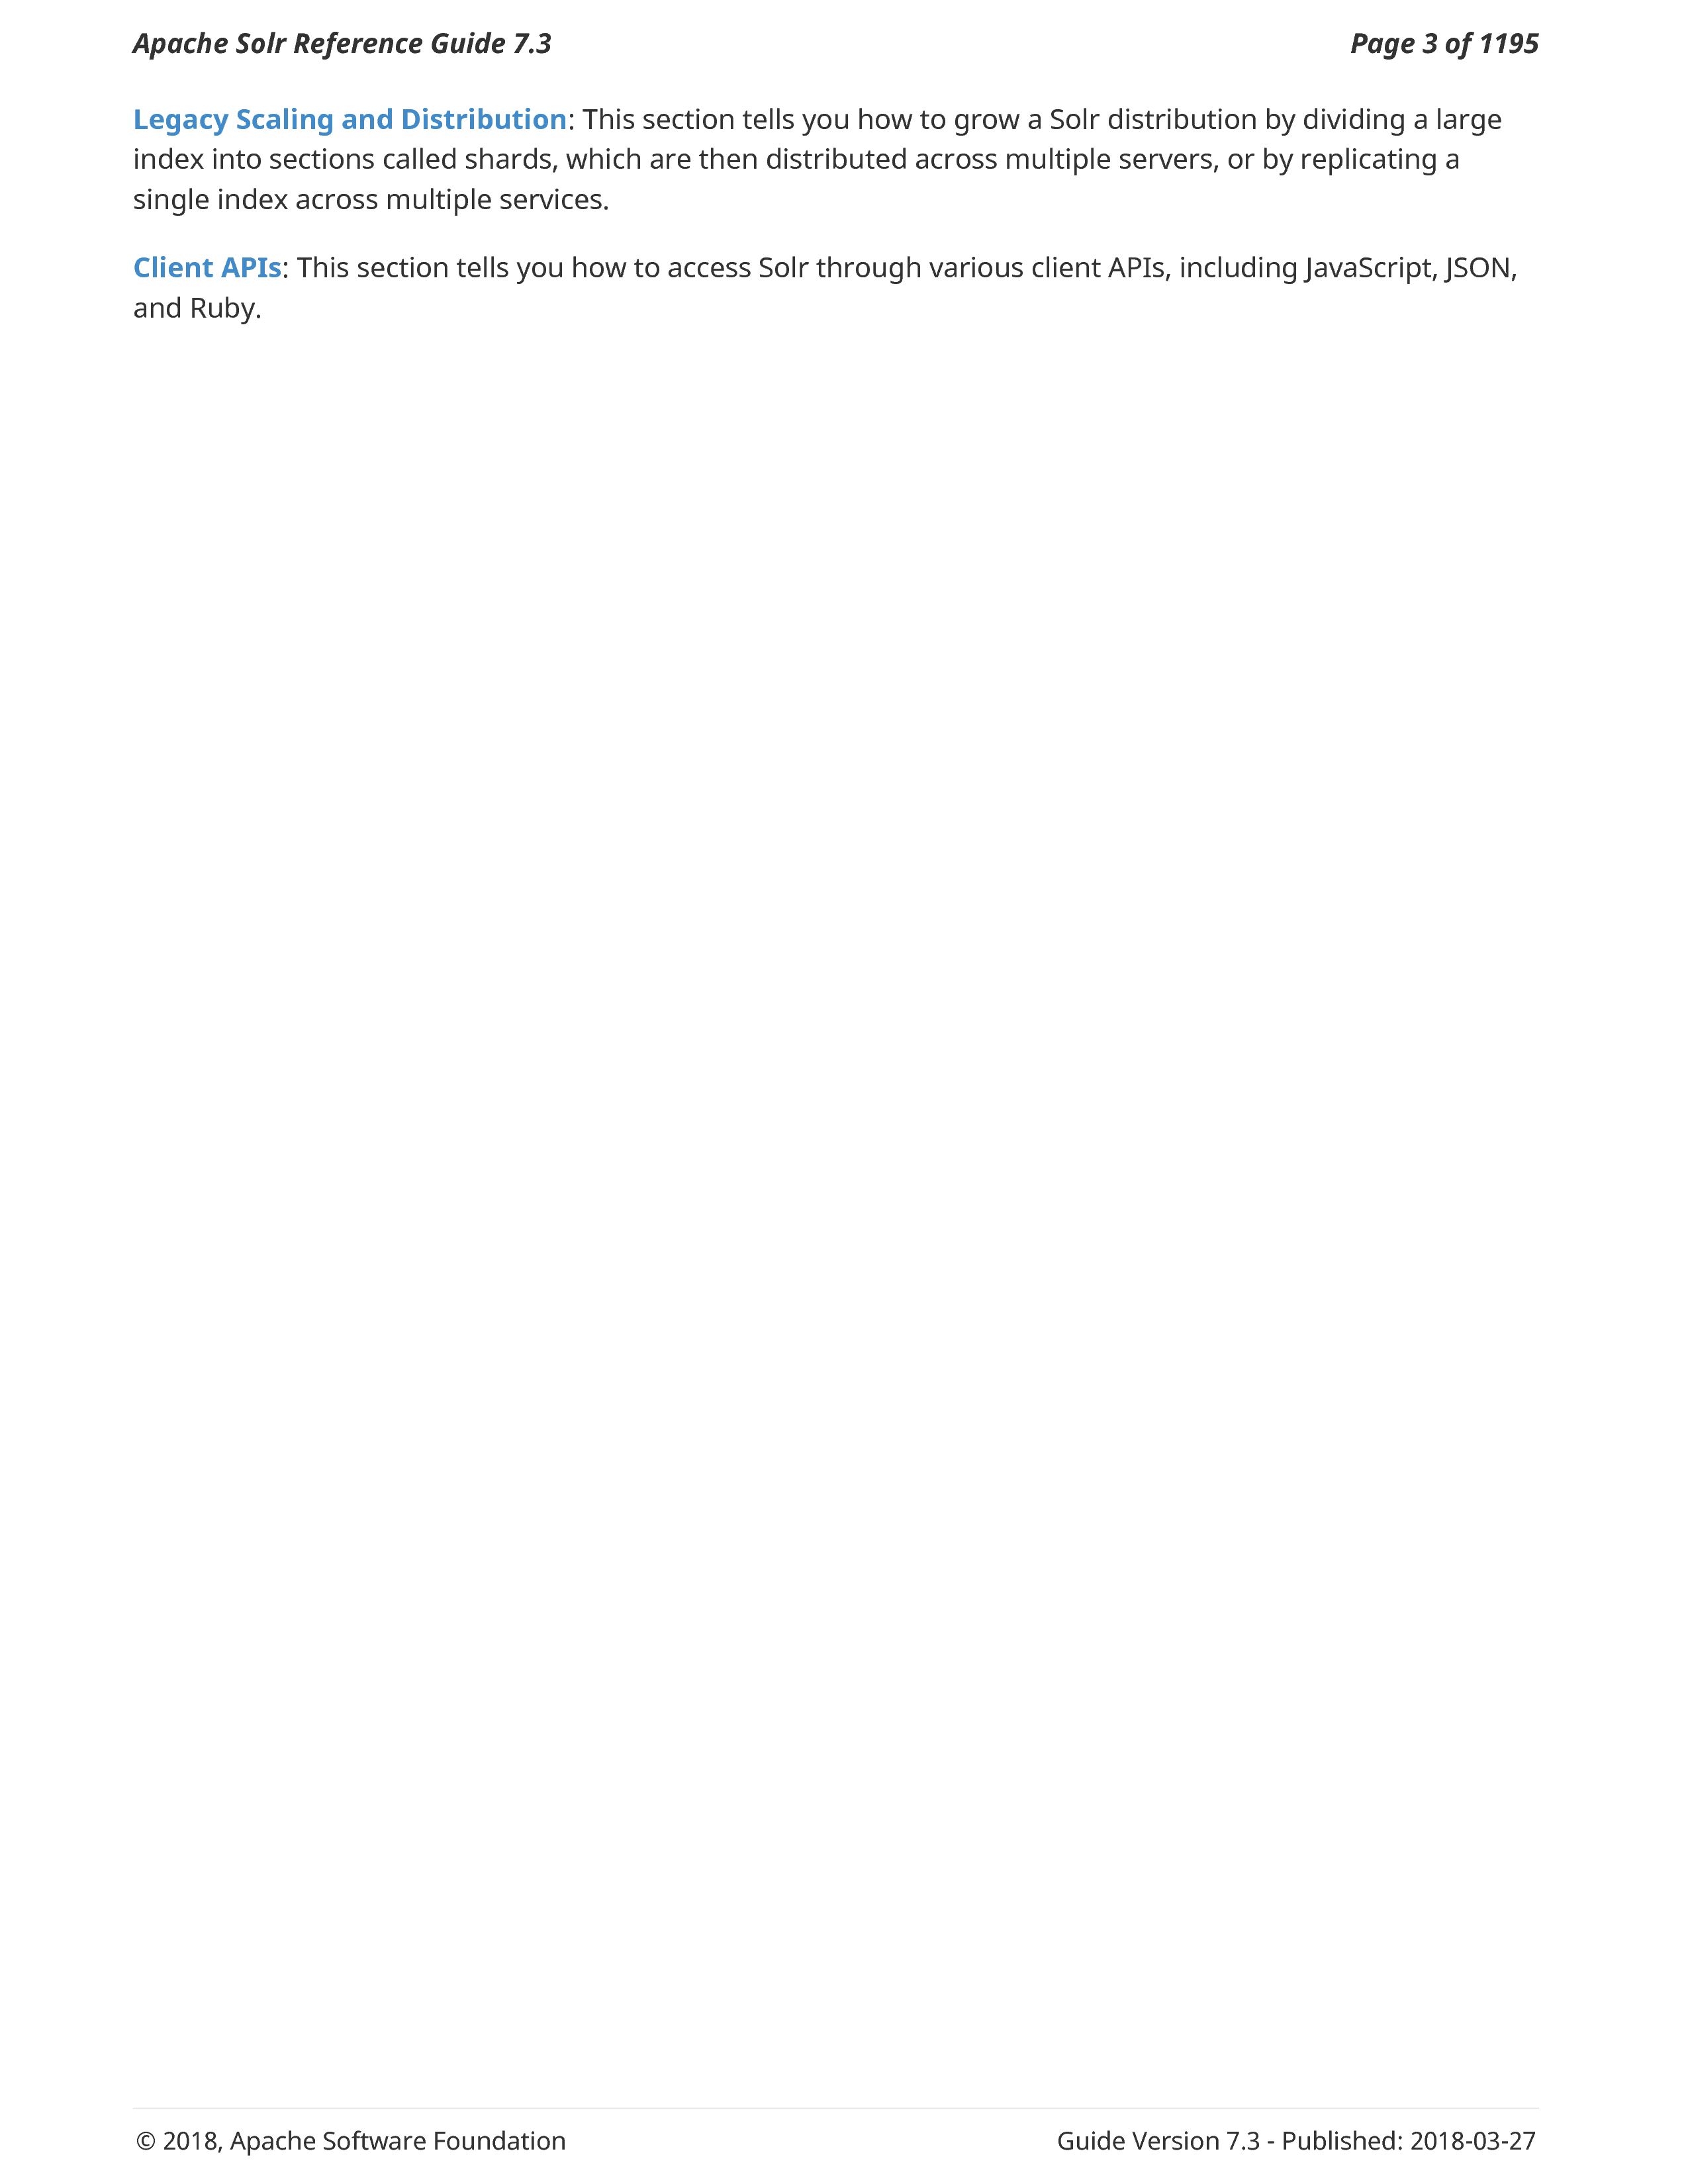 Apache Solr Reference Guide 7.3 Page 3 of 1195
Legacy Scaling and Distribution: This section tells you how to grow a Solr distribution by dividing a large
index into sections called shards, which are then distributed across multiple servers, or by replicating a
single index across multiple services.
Client APIs: This section tells you how to access Solr through various client APIs, including JavaScript, JSON,
and Ruby.
© 2018, Apache Software Foundation Guide Version 7.3 - Published: 2018-03-27